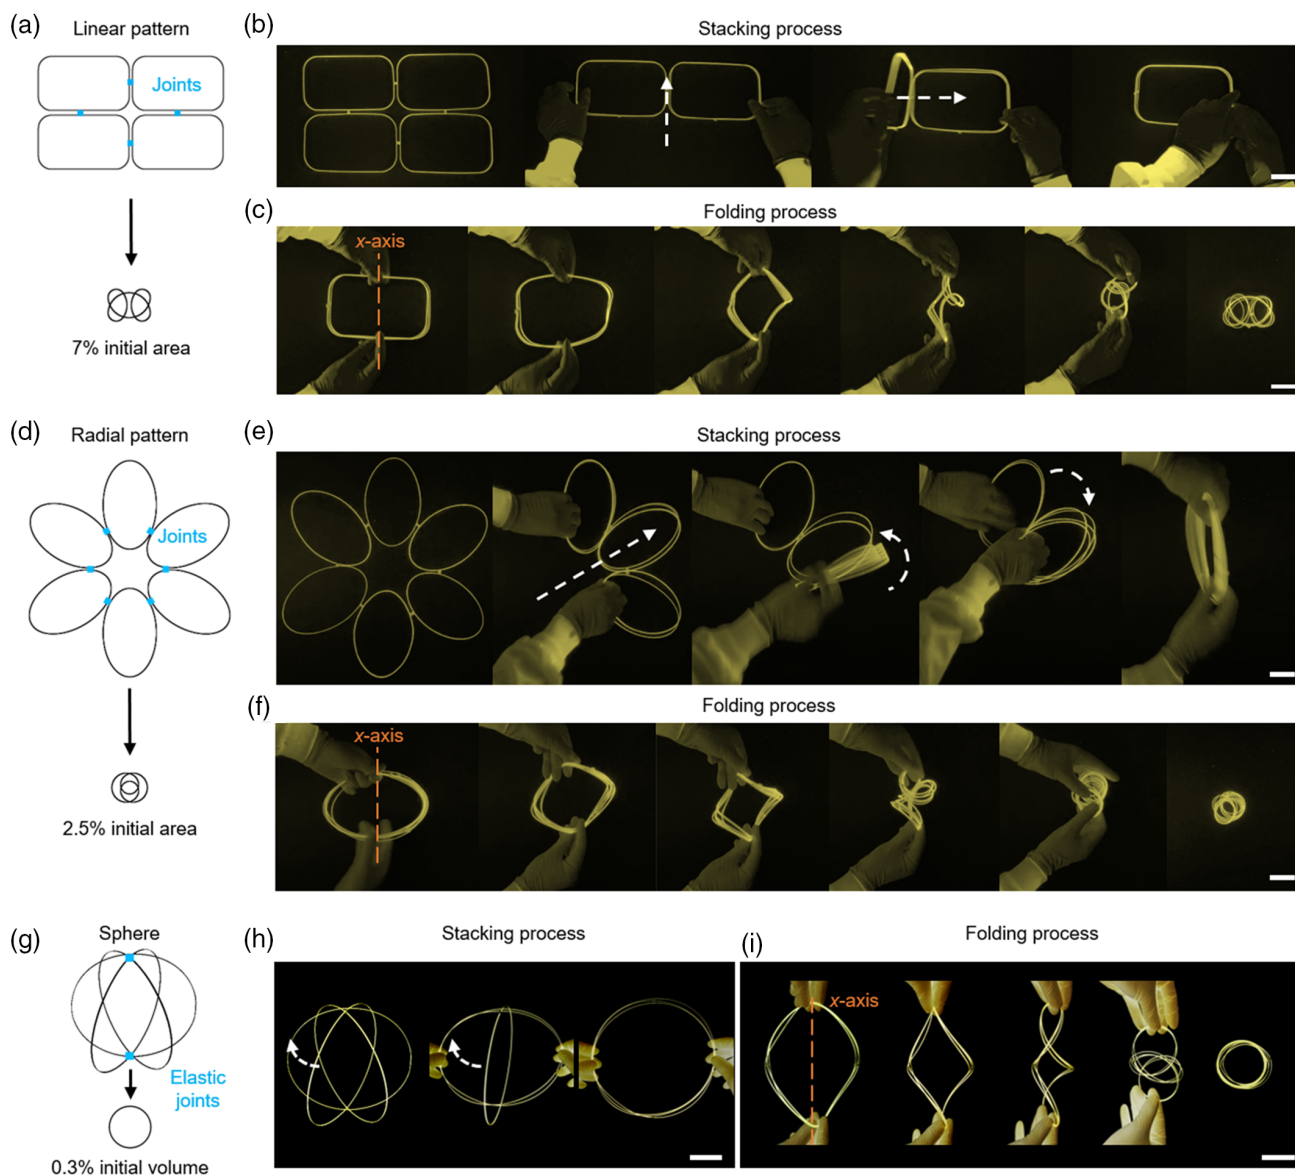 (a)
Linear pattern
Joints
7% initial area
(b)
Stacking process
(c)
Folding process
x-axis
(d)
Radial pattern
Joints
2.5% initial area
(e)
Stacking process
(f)
Folding process
x-axis
(g)
Sphere
Elastic
joints
0.3% initial volume
(h)
Stacking process
(i)
Folding process
x-axis